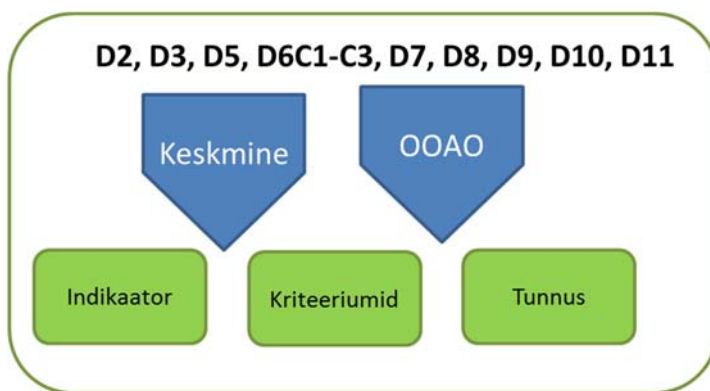 D2, D3, D5, D6C1-C3, D7, D8, D9, D10, D11
Keskmine
OOAO
Indikaator
Kriteeriumid
Tunnus